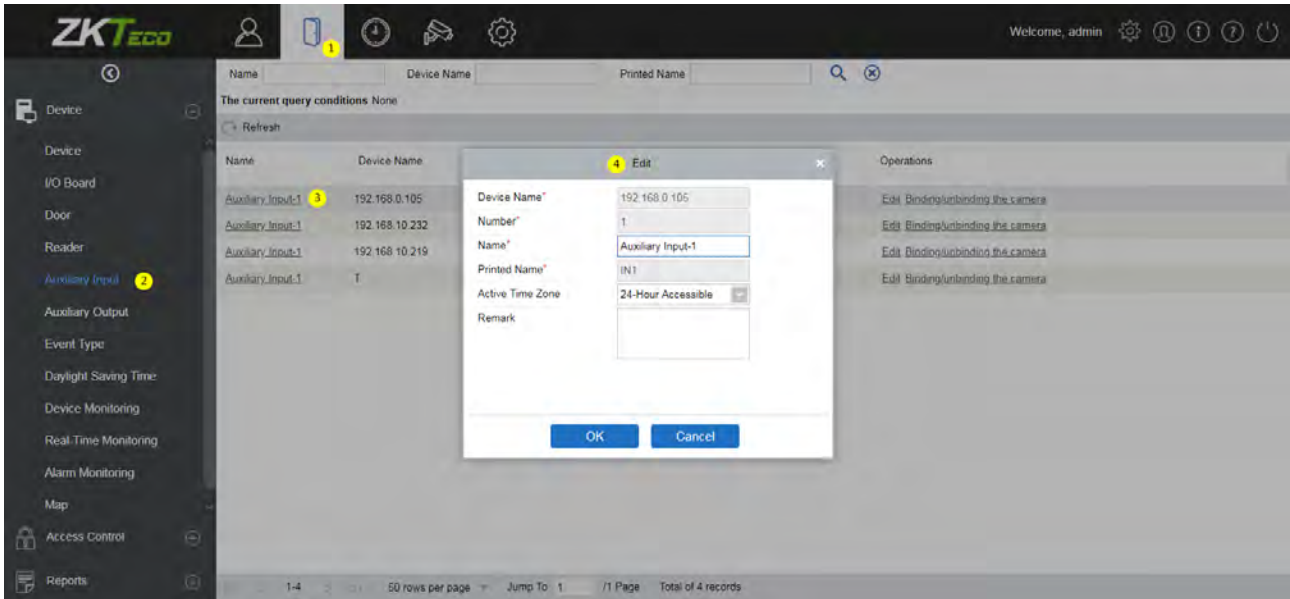 ZKTeco
1
Welcome, admin
Name
Device Name
Printed Name
The current query conditions None
Refresh
Device
Device
I/O Board
Door
Reader
Auxiliary Input 2
Auxiliary Output
Event Type
Daylight Saving Time
Device Monitoring
Real-Time Monitoring
Alarm Monitoring
Map
Access Control
Reports
Name Device Name Operations
Auxiliary Input-1 3 192.168.0.105 Edit Binding/unbinding the camera
Auxiliary Input-1 192.168.10.232 Edit Binding/unbinding the camera
Auxiliary Input-1 192.168.10.219 Edit Binding/unbinding the camera
Auxiliary Input-1 1 Edit Binding/unbinding the camera
4 Edit
Device Name* 192.168.0.105
Number* 1
Name* Auxiliary Input-1
Printed Name* IN1
Active Time Zone 24-Hour Accessible
Remark
OK Cancel
1-4 50 rows per page Jump To 1 /1 Page Total of 4 records